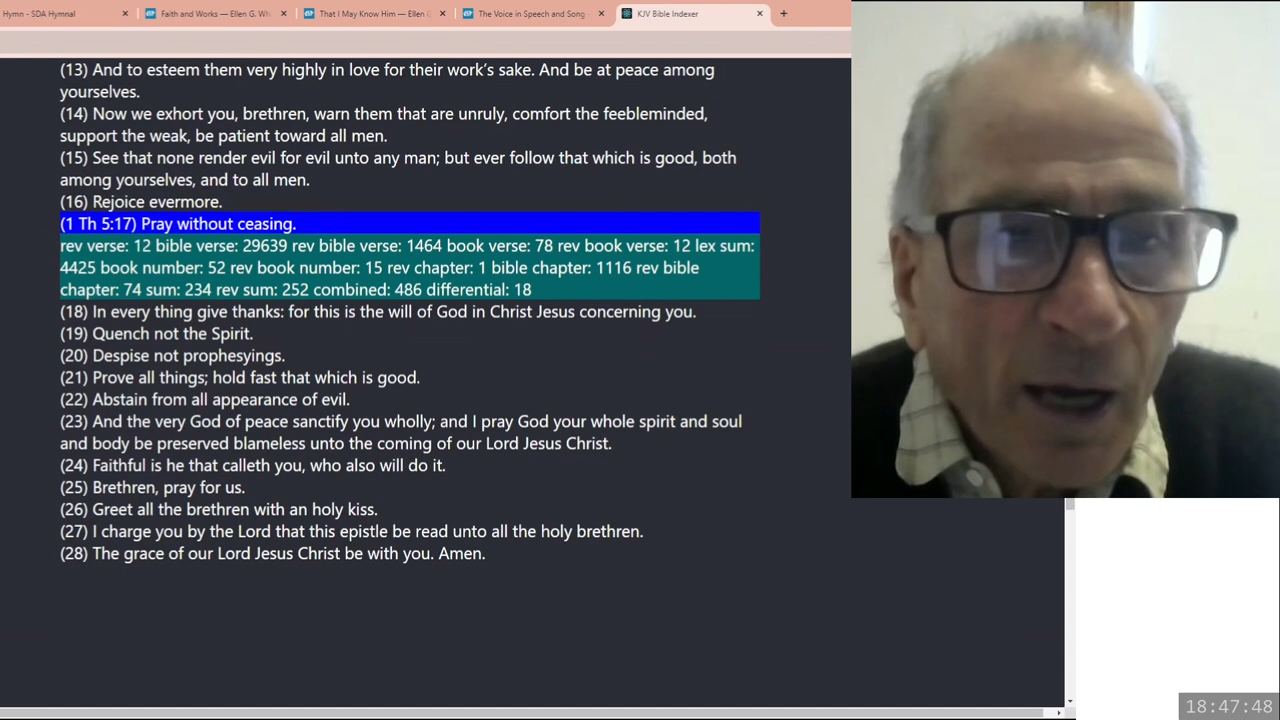 Hymn - SDA Hymnal
Faith and Works — Ellen G. Wh
That I May Know Him — Ellen G
The Voice in Speech and Song
KJV Bible Indexer
(13) And to esteem them very highly in love for their work’s sake. And be at peace among
yourselves.
(14) Now we exhort you, brethren, warn them that are unruly, comfort the feebleminded,
support the weak, be patient toward all men.
(15) See that none render evil for evil unto any man; but ever follow that which is good, both
among yourselves, and to all men.
(16) Rejoice evermore.
(1 Th 5:17) Pray without ceasing.
rev verse: 12 bible verse: 29639 rev bible verse: 1464 book verse: 78 rev book verse: 12 lex sum:
4425 book number: 52 rev book number: 15 rev chapter: 1 bible chapter: 1116 rev bible
chapter: 74 sum: 234 rev sum: 252 combined: 486 differential: 18
(18) In every thing give thanks: for this is the will of God in Christ Jesus concerning you.
(19) Quench not the Spirit.
(20) Despise not prophesyings.
(21) Prove all things; hold fast that which is good.
(22) Abstain from all appearance of evil.
(23) And the very God of peace sanctify you wholly; and I pray God your whole spirit and soul
and body be preserved blameless unto the coming of our Lord Jesus Christ.
(24) Faithful is he that calleth you, who also will do it.
(25) Brethren, pray for us.
(26) Greet all the brethren with an holy kiss.
(27) I charge you by the Lord that this epistle be read unto all the holy brethren.
(28) The grace of our Lord Jesus Christ be with you. Amen.
18:47:48